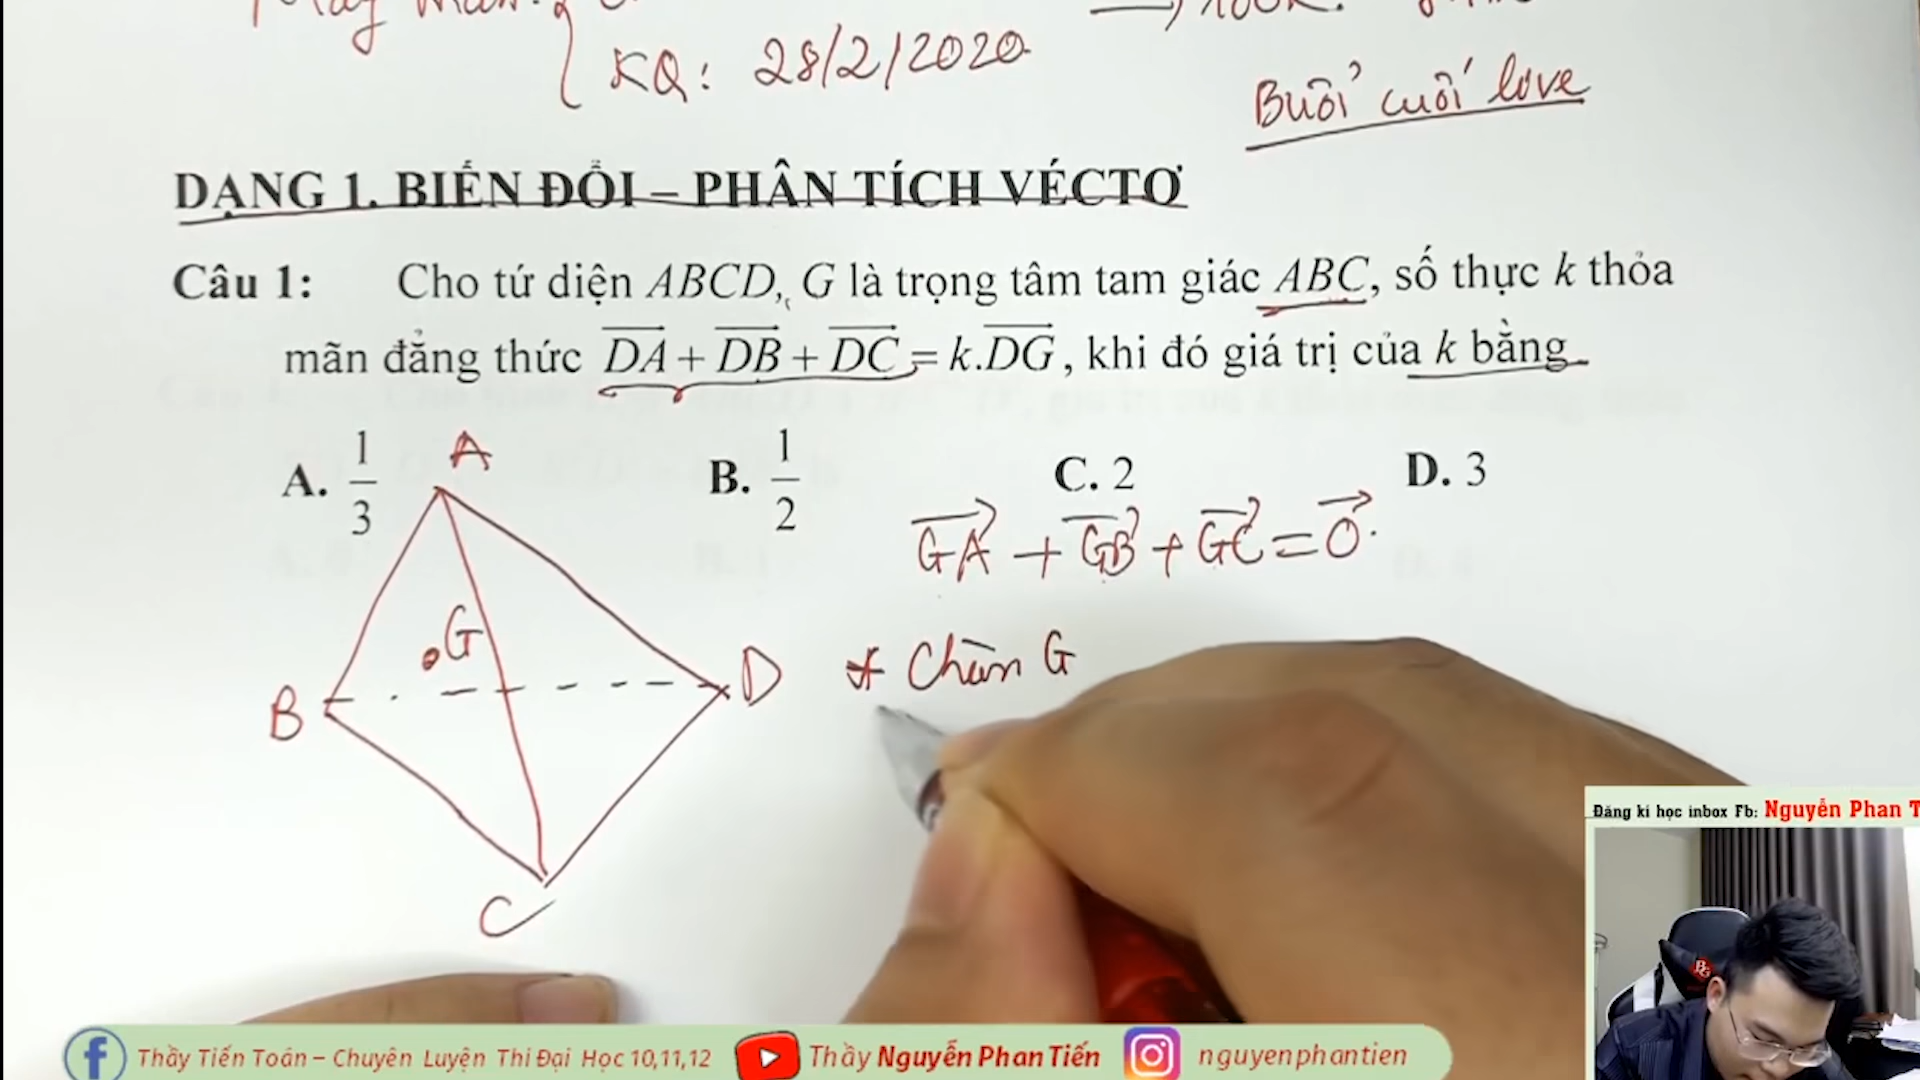 KQ: 28/2/2020
Buổi cuối love
DẠNG 1. BIẾN ĐỔI – PHÂN TÍCH VÉCTƠ
Câu 1: Cho tứ diện ABCD, G là trọng tâm tam giác ABC, số thực k thỏa
mãn đẳng thức DA + DB + DC = k.DG, khi đó giá trị của k bằng
A. 1/3 B. 1/2 C. 2 D. 3
GA + GB + GC = 0
A
G
B
D
C
* Chèn G
Đăng kí học inbox Fb: Nguyễn Phan T
Thầy Tiến Toán – Chuyên Luyện Thi Đại Học 10,11,12
Thầy Nguyễn Phan Tiến
nguyenphantien